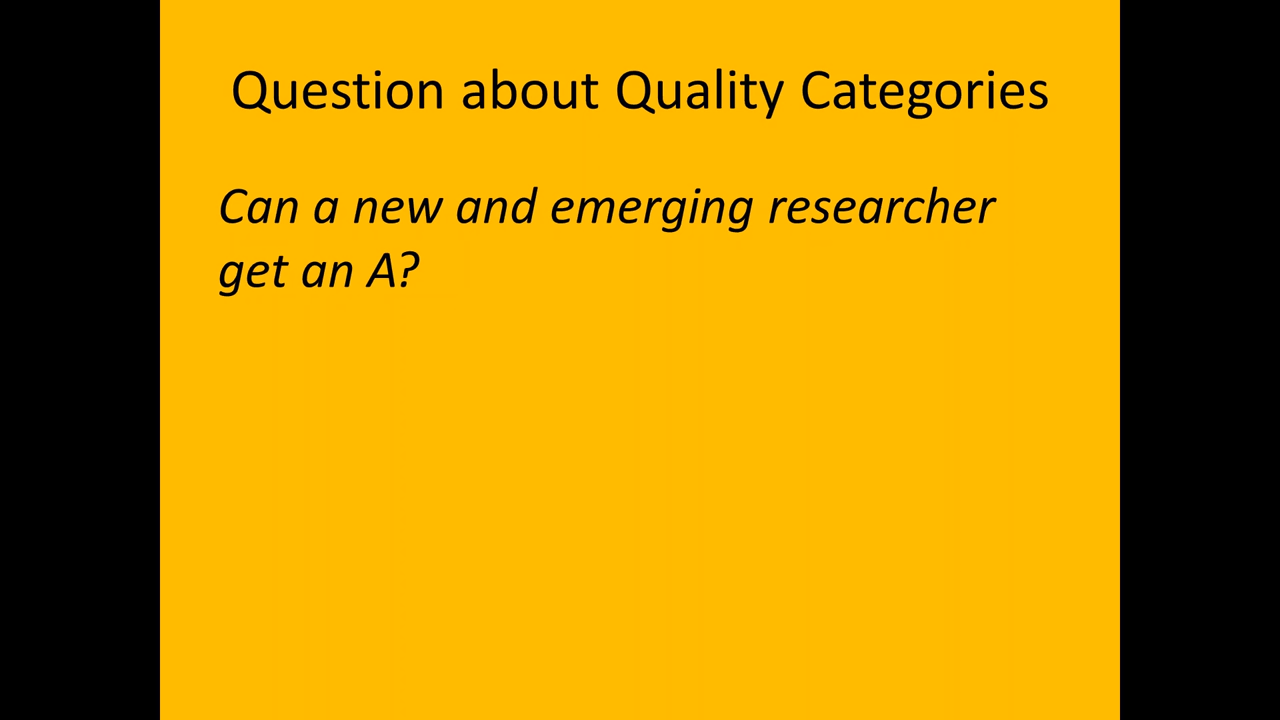 Question about Quality Categories
Can a new and emerging researcher
get an A?